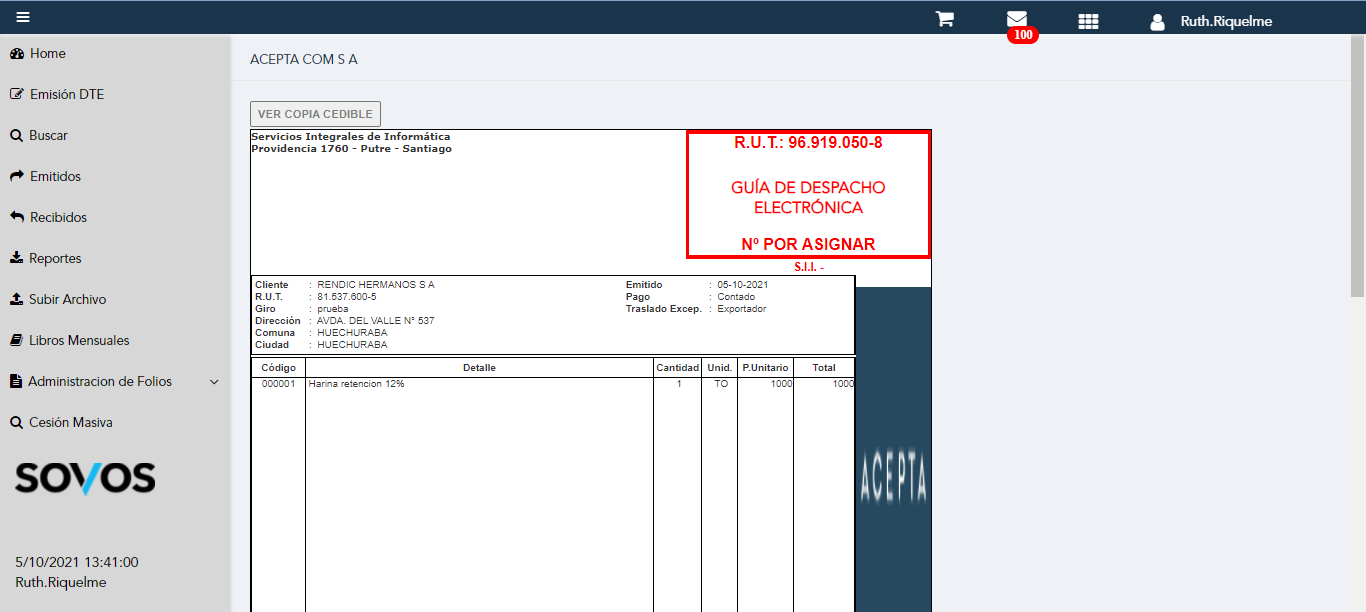 Ruth.Riquelme
100
Home
Emisión DTE
Buscar
Emitidos
Recibidos
Reportes
Subir Archivo
Libros Mensuales
Administracion de Folios
Cesión Masiva
SOVOS
5/10/2021 13:41:00
Ruth.Riquelme
ACEPTA COM S A
VER COPIA CEDIBLE
Servicios Integrales de Informática
Providencia 1760 - Putre - Santiago
R.U.T.: 96.919.050-8
GUÍA DE DESPACHO
ELECTRÓNICA
Nº POR ASIGNAR
S.I.I. -
Cliente : RENDIC HERMANOS S A Emitido : 05-10-2021
R.U.T. : 81.537.600-5 Pago : Contado
Giro : prueba Traslado Excep. : Exportador
Dirección : AVDA. DEL VALLE N° 537
Comuna : HUECHURABA
Ciudad : HUECHURABA
Código Detalle Cantidad Unid. P.Unitario Total
000001 Harina retencion 12% 1 TO 1000 1000
ACEPTA